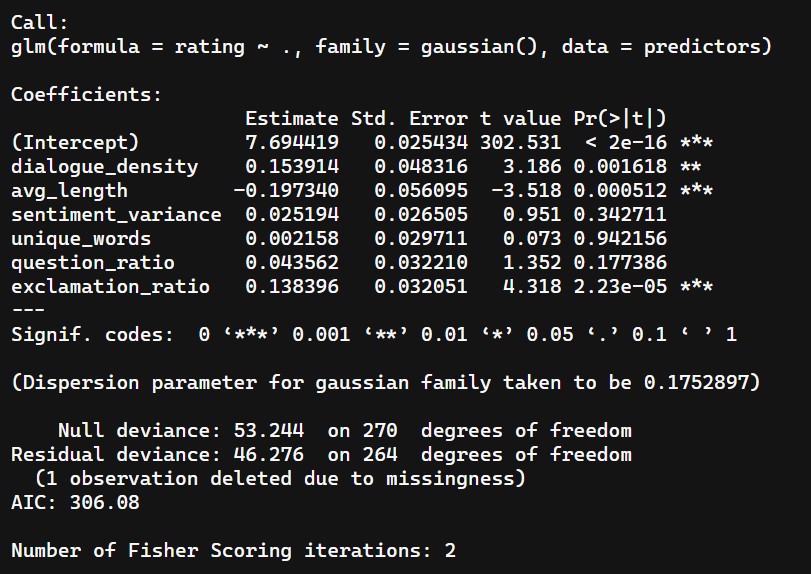 Call:
glm(formula = rating ~ ., family = gaussian(), data = predictors)

Coefficients:
                    Estimate Std. Error t value Pr(>|t|)
(Intercept)         7.694419   0.025434 302.531  < 2e-16 ***
dialogue_density    0.153914   0.048316   3.186 0.001618 **
avg_length         -0.197340   0.056095  -3.518 0.000512 ***
sentiment_variance  0.025194   0.026505   0.951 0.342711
unique_words        0.002158   0.029711   0.073 0.942156
question_ratio      0.043562   0.032210   1.352 0.177386
exclamation_ratio   0.138396   0.032051   4.318 2.23e-05 ***
---
Signif. codes:  0 ‘***’ 0.001 ‘**’ 0.01 ‘*’ 0.05 ‘.’ 0.1 ‘ ’ 1

(Dispersion parameter for gaussian family taken to be 0.1752897)

    Null deviance: 53.244  on 270  degrees of freedom
Residual deviance: 46.276  on 264  degrees of freedom
  (1 observation deleted due to missingness)
AIC: 306.08

Number of Fisher Scoring iterations: 2